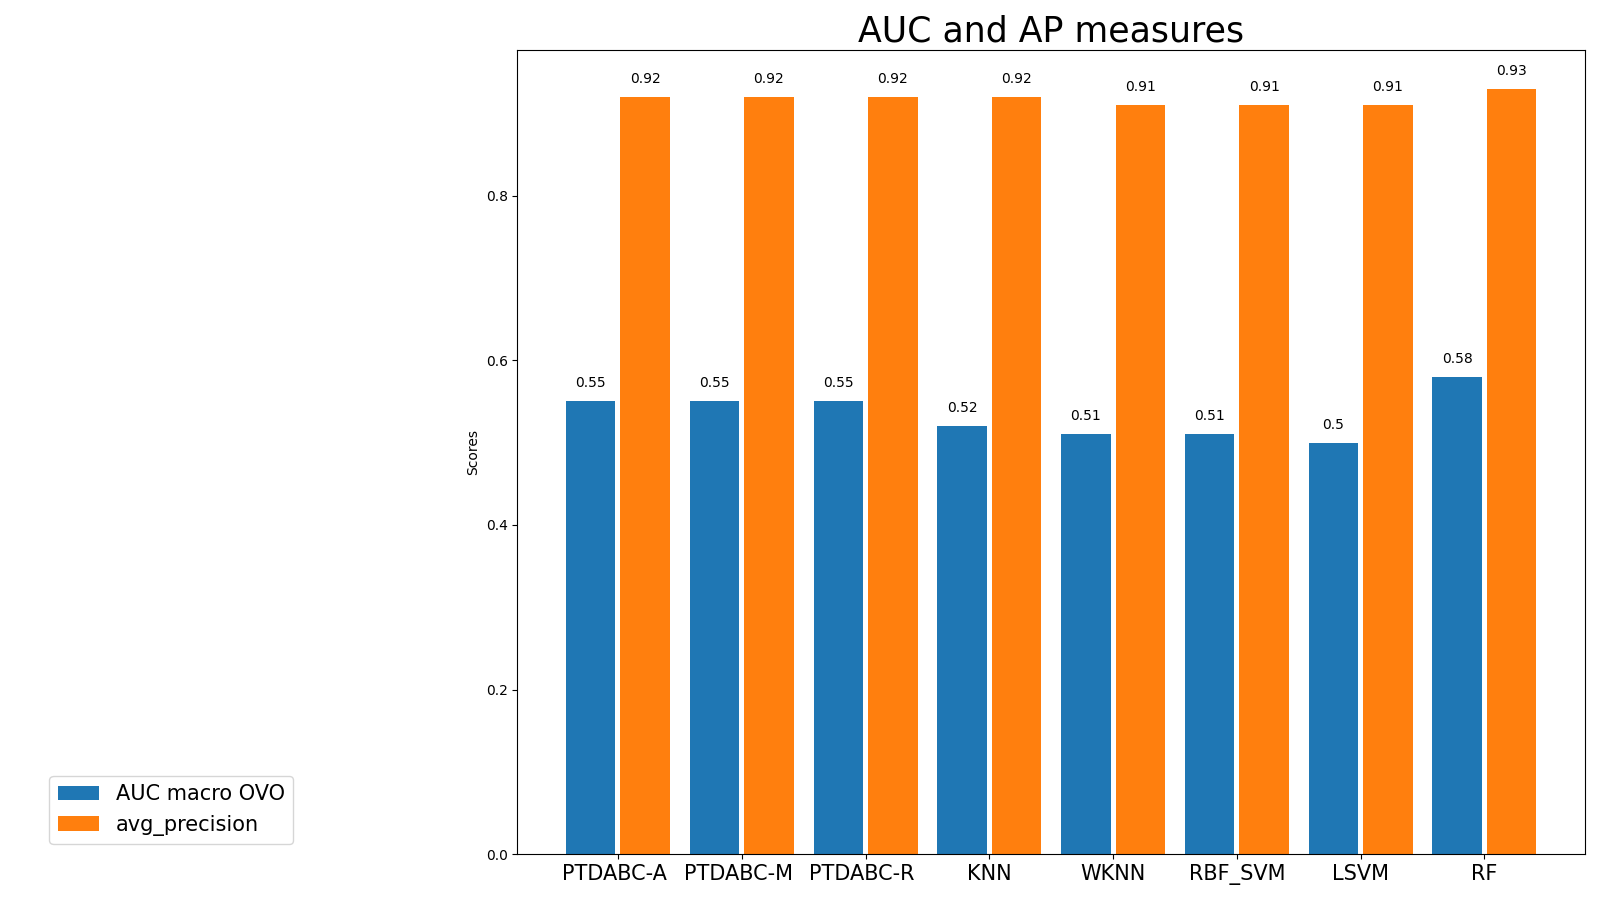 AUC and AP measures
0.92 0.92 0.92 0.92 0.91 0.91 0.91 0.93
0.8
0.6
0.55 0.55 0.55 0.52 0.51 0.51 0.5 0.58
Scores
0.4
0.2
0.0
PTDABC-A PTDABC-M PTDABC-R KNN WKNN RBF_SVM LSVM RF
AUC macro OVO
avg_precision